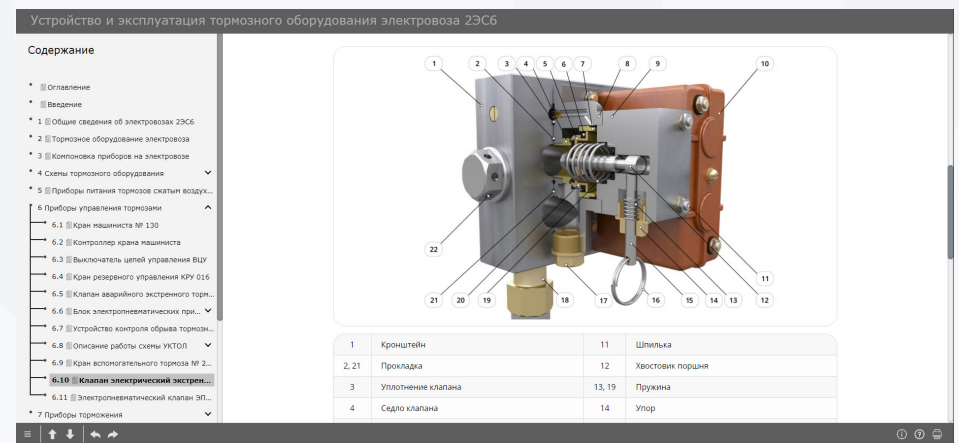 Устройство и эксплуатация тормозного оборудования электровоза 2ЭС6
Содержание
Оглавление
Введение
1 Общие сведения об электровозах 2ЭС6
2 Тормозное оборудование электровоза
3 Компоновка приборов на электровозе
4 Схемы тормозного оборудования
5 Приборы питания тормозов сжатым воздух...
6 Приборы управления тормозами
6.1 Кран машиниста № 130
6.2 Контроллер крана машиниста
6.3 Выключатель цепей управления ВЦУ
6.4 Кран резервного управления КРУ 016
6.5 Клапан аварийного экстренного торм...
6.6 Блок электропневматических при...
6.7 Устройство контроля обрыва тормозн...
6.8 Описание работы схемы УКТОЛ
6.9 Кран вспомогательного тормоза № 2...
6.10 Клапан электрический экстрен...
6.11 Электропневматический клапан ЭП...
7 Приборы торможения
1 2 3 4 5 6 7 8 9 10
22
11
21 20 19 18 17 16 15 14 13 12
1 Кронштейн 11 Шпилька
2, 21 Прокладка 12 Хвостовик поршня
3 Уплотнение клапана 13, 19 Пружина
4 Седло клапана 14 Упор